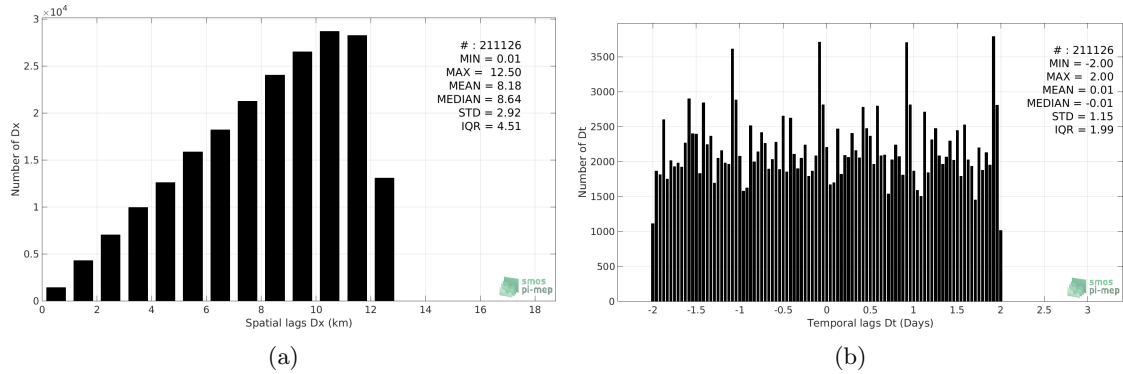 ×10⁴
3
2.5
2
1.5
1
0.5
0
Number of Dx
# : 211126
MIN = 0.01
MAX = 12.50
MEAN = 8.18
MEDIAN = 8.64
STD = 2.92
IQR = 4.51
smos
pi-mep
0 2 4 6 8 10 12 14 16 18
Spatial lags Dx (km)
(a)
3500
3000
2500
2000
1500
1000
500
0
Number of Dt
# : 211126
MIN = -2.00
MAX = 2.00
MEAN = 0.01
MEDIAN = -0.01
STD = 1.15
IQR = 1.99
smos
pi-mep
-2 -1.5 -1 -0.5 0 0.5 1 1.5 2 2.5 3
Temporal lags Dt (Days)
(b)